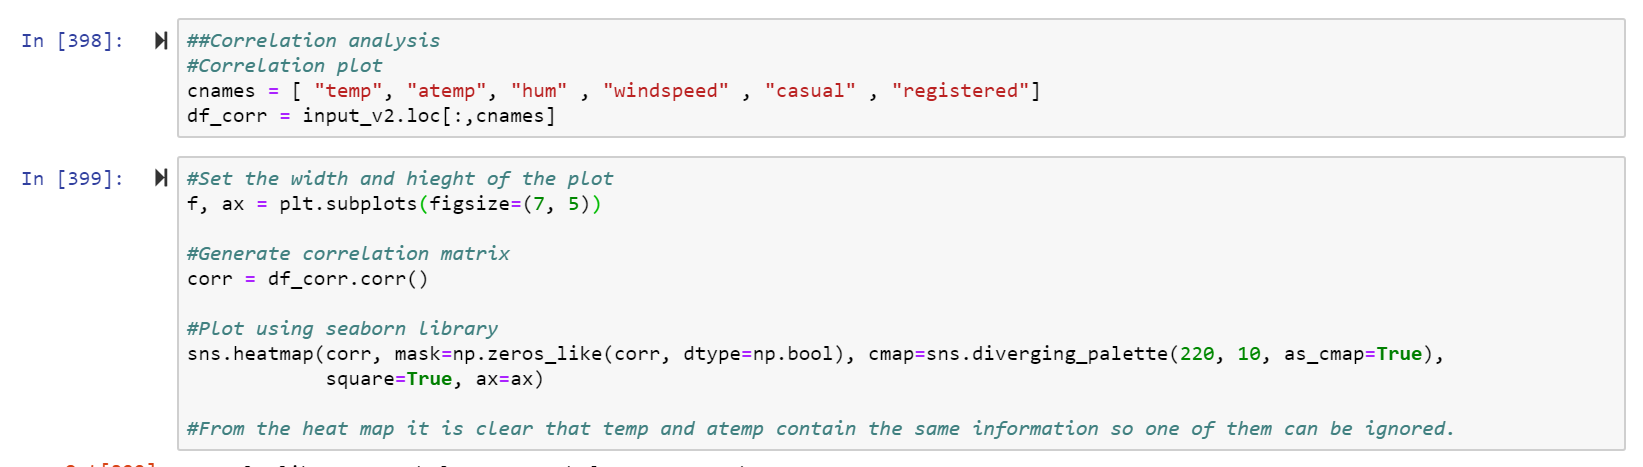 In [398]:
##Correlation analysis
#Correlation plot
cnames = [ "temp", "atemp", "hum" , "windspeed" , "casual" , "registered"]
df_corr = input_v2.loc[:,cnames]
In [399]:
#Set the width and hieght of the plot
f, ax = plt.subplots(figsize=(7, 5))
#Generate correlation matrix
corr = df_corr.corr()
#Plot using seaborn library
sns.heatmap(corr, mask=np.zeros_like(corr, dtype=np.bool), cmap=sns.diverging_palette(220, 10, as_cmap=True),
square=True, ax=ax)
#From the heat map it is clear that temp and atemp contain the same information so one of them can be ignored.